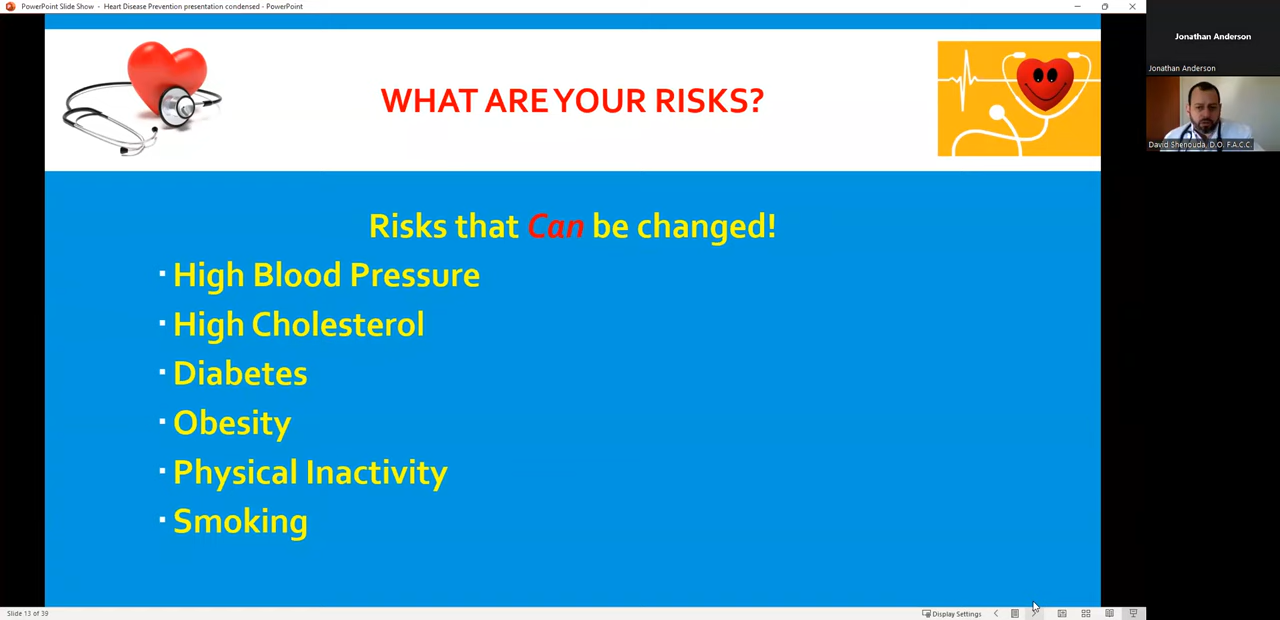 PowerPoint Slide Show - Heart Disease Prevention presentation condensed - PowerPoint
Jonathan Anderson
Jonathan Anderson
David Shenouda, D.O. F.A.C.C.
WHAT ARE YOUR RISKS?
Risks that Can be changed!
▪ High Blood Pressure
▪ High Cholesterol
▪ Diabetes
▪ Obesity
▪ Physical Inactivity
▪ Smoking
Slide 13 of 39
Display Settings